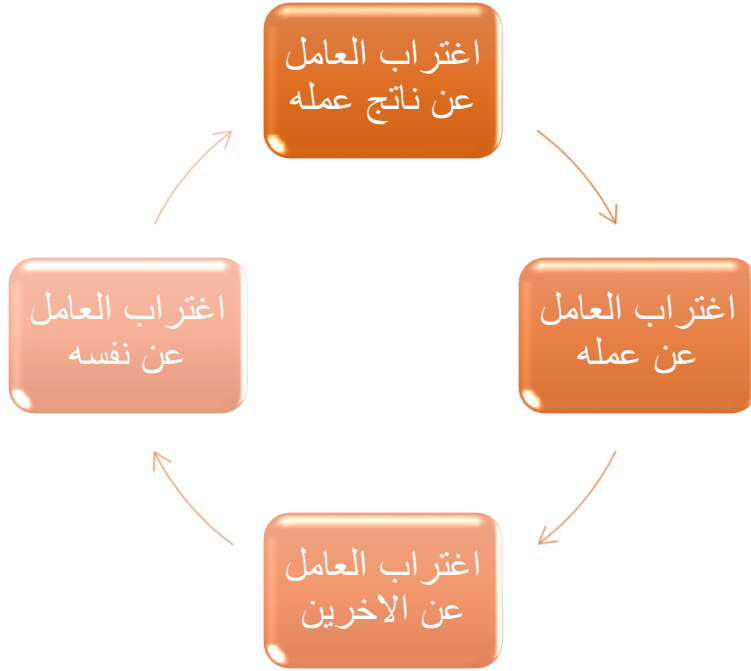 اغتراب العامل
عن ناتج عمله
اغتراب العامل
عن عمله
اغتراب العامل
عن الاخرين
اغتراب العامل
عن نفسه